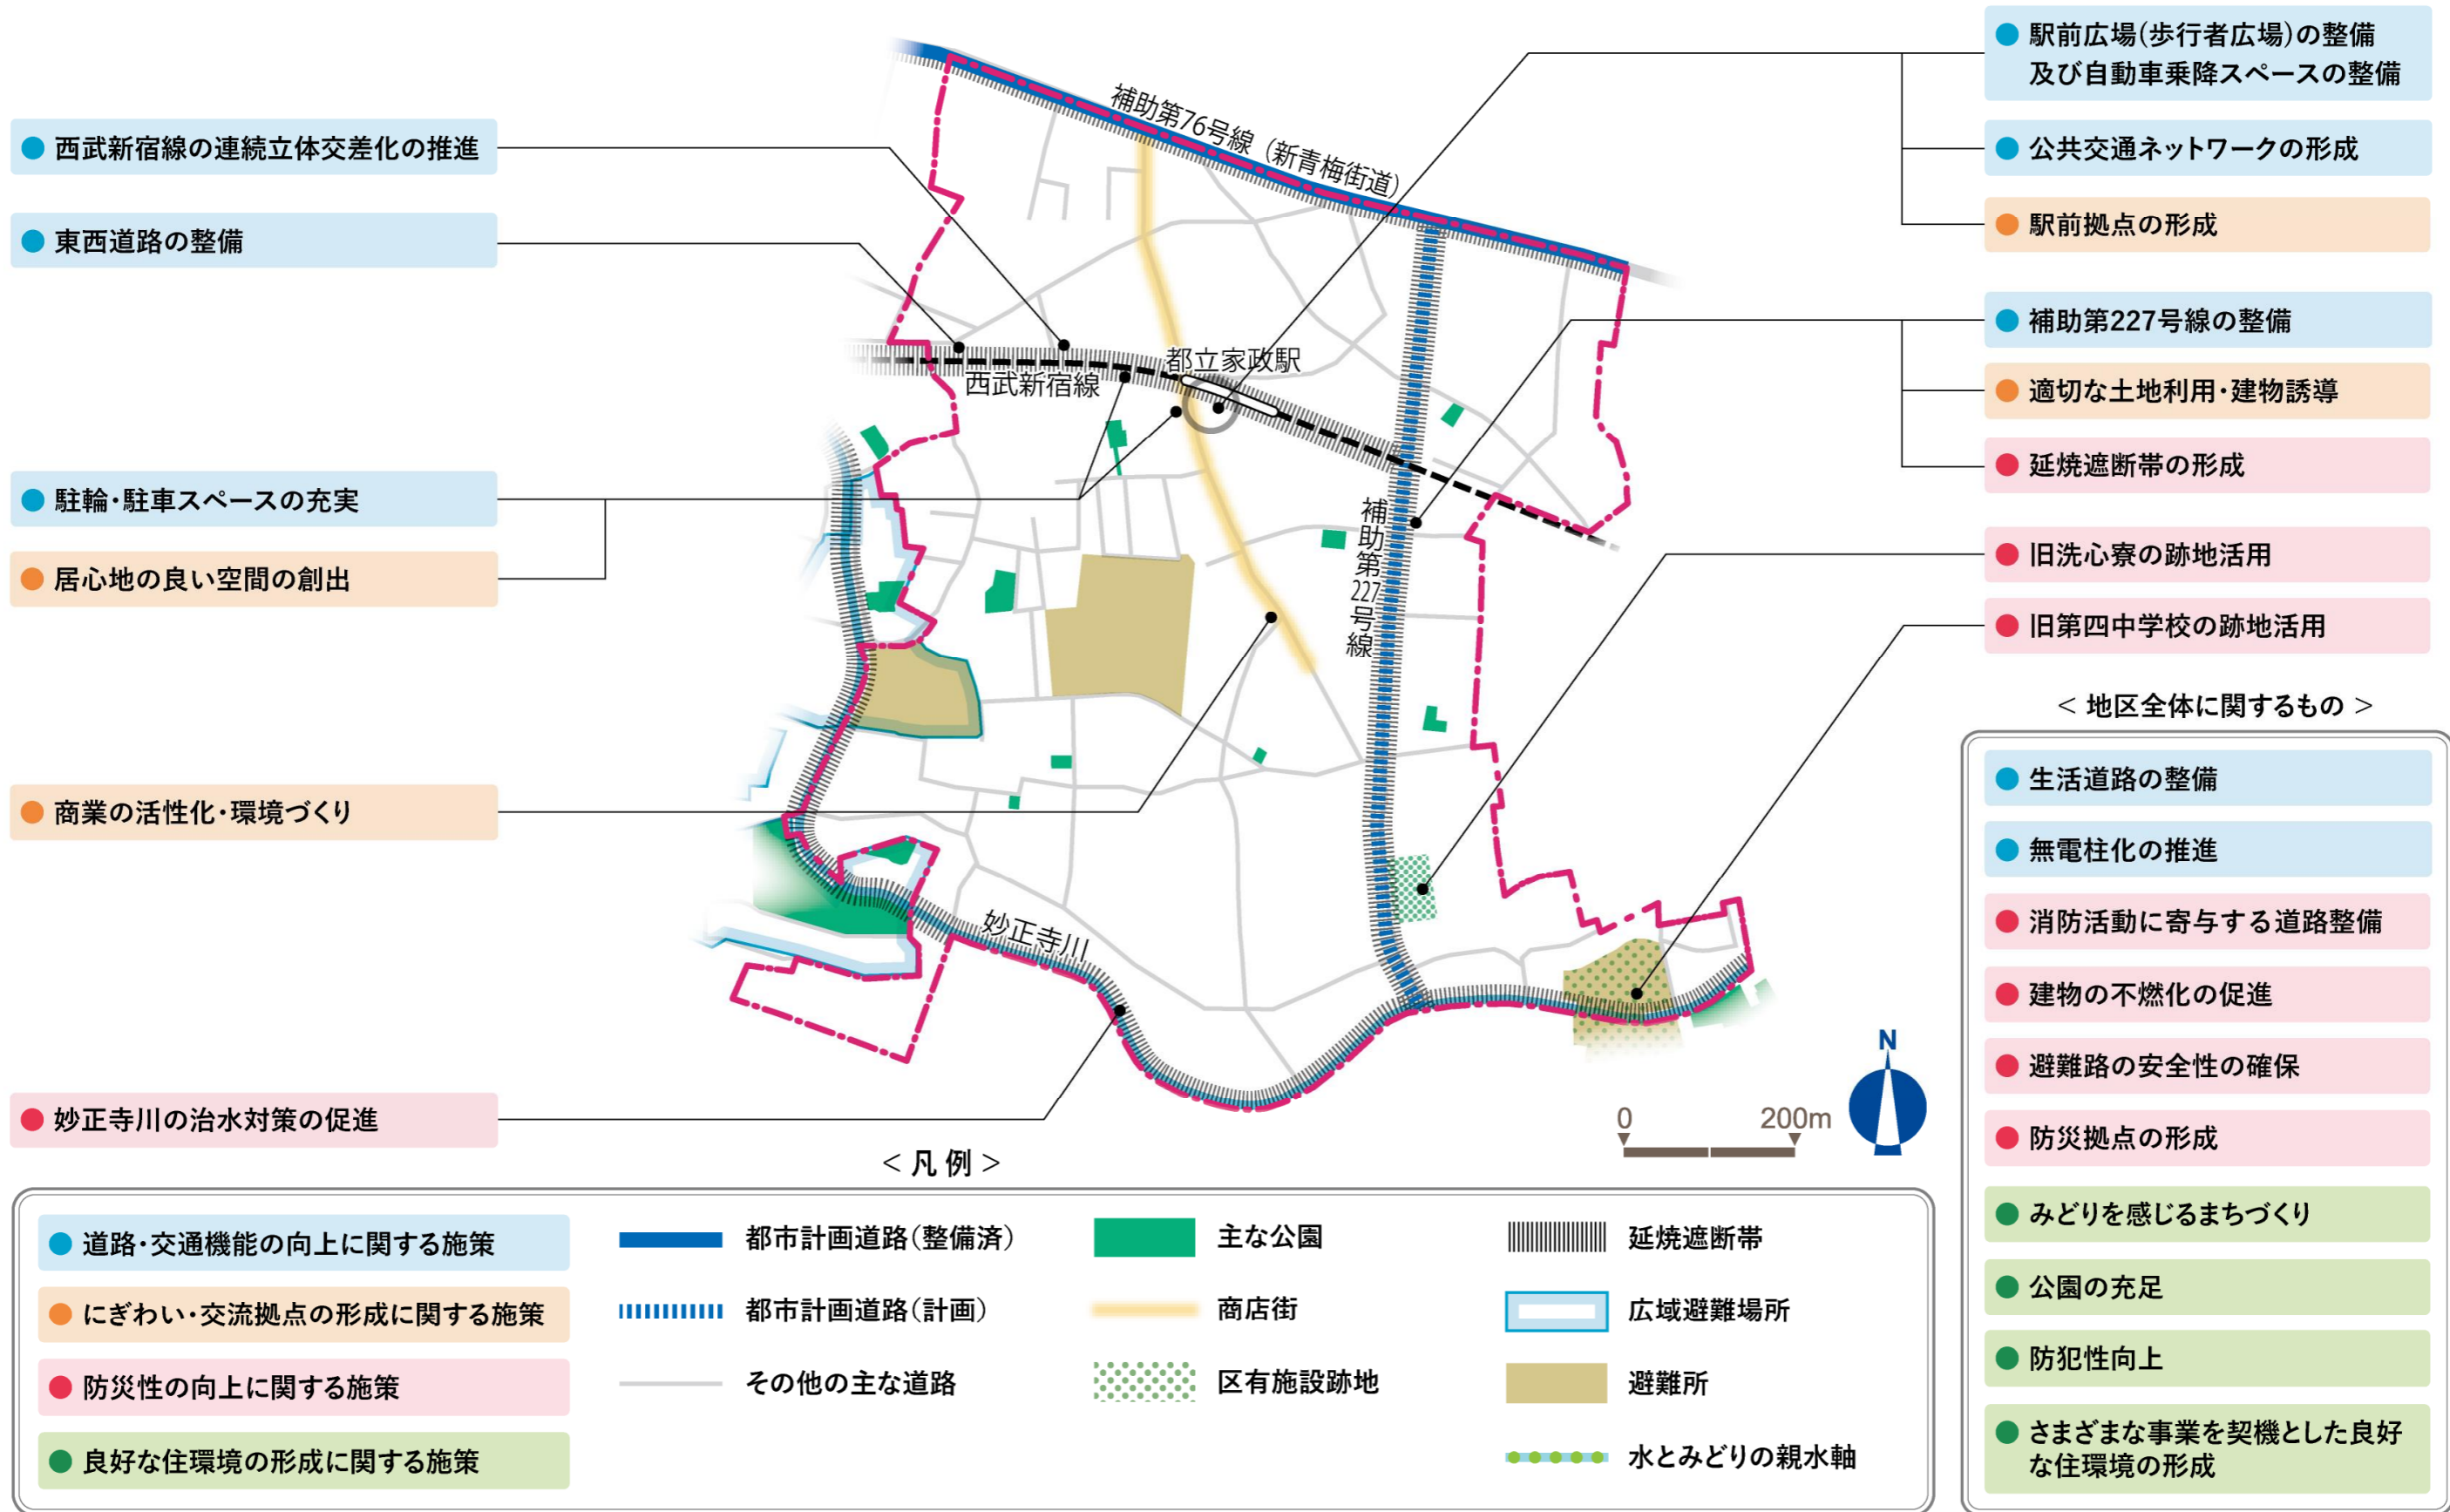 西武新宿線の連続立体交差化の推進
東西道路の整備
駐輪・駐車スペースの充実
居心地の良い空間の創出
商業の活性化・環境づくり
妙正寺川の治水対策の促進
補助第76号線（新青梅街道）
都立家政駅
西武新宿線
補助第227号線
妙正寺川
駅前広場(歩行者広場)の整備
及び自動車乗降スペースの整備
公共交通ネットワークの形成
駅前拠点の形成
補助第227号線の整備
適切な土地利用・建物誘導
延焼遮断帯の形成
旧洗心寮の跡地活用
旧第四中学校の跡地活用
＜地区全体に関するもの＞
生活道路の整備
無電柱化の推進
消防活動に寄与する道路整備
建物の不燃化の促進
避難路の安全性の確保
防災拠点の形成
みどりを感じるまちづくり
公園の充足
防犯性向上
さまざまな事業を契機とした良好
な住環境の形成
N
0 200m
＜凡 例＞
道路・交通機能の向上に関する施策
にぎわい・交流拠点の形成に関する施策
防災性の向上に関する施策
良好な住環境の形成に関する施策
都市計画道路（整備済）
都市計画道路（計画）
その他の主な道路
主な公園
商店街
区有施設跡地
延焼遮断帯
広域避難場所
避難所
水とみどりの親水軸